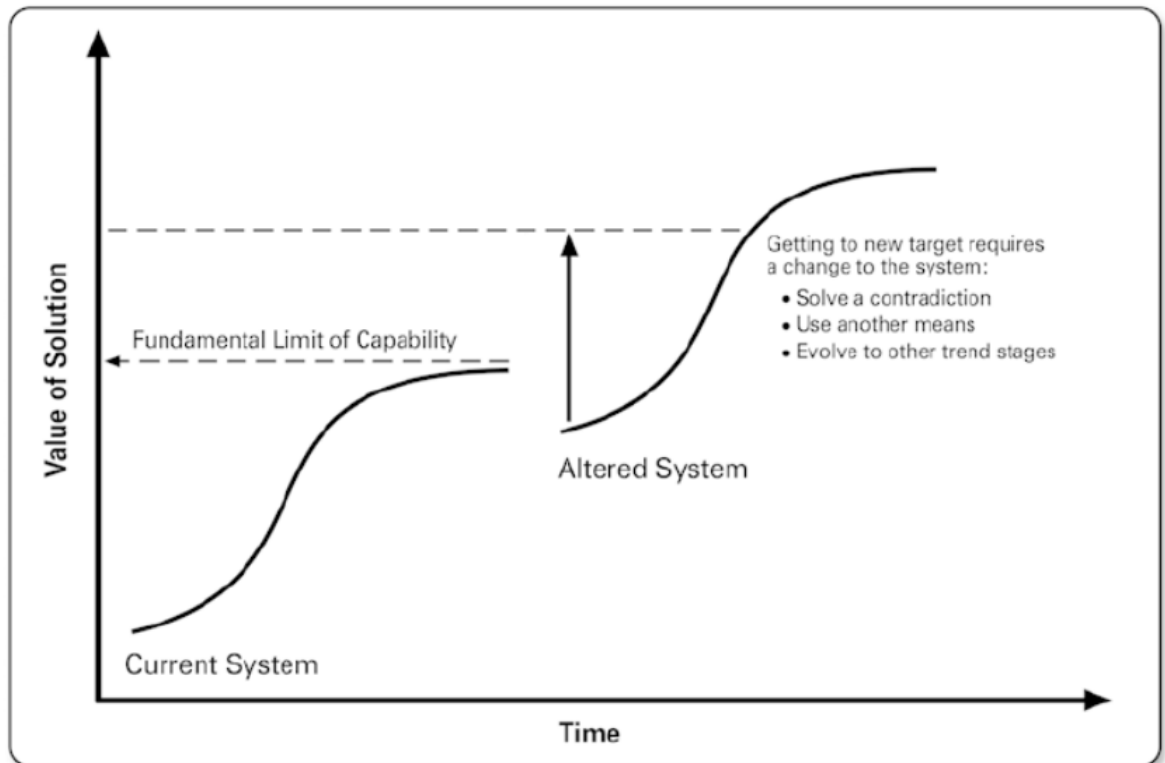 Value of Solution
Fundamental Limit of Capability
Getting to new target requires
a change to the system:
• Solve a contradiction
• Use another means
• Evolve to other trend stages
Altered System
Current System
Time